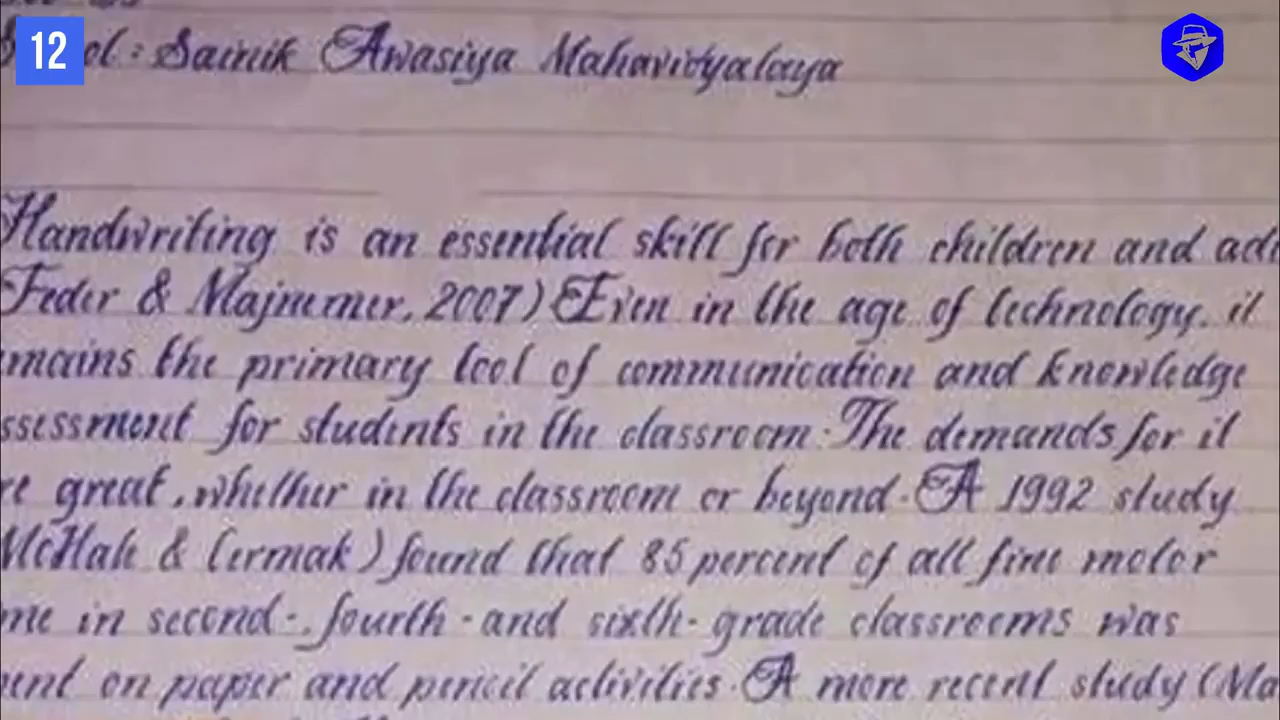 12
ol: Sainik Awasiya Mahavidyalaya
Handwriting is an essential skill for both children and adu
Feder & Majnemer, 2007) Even in the age of technology, it
mains the primary tool of communication and knowledge
ssessment for students in the classroom. The demands for it
re great, whether in the classroom or beyond. A 1992 study
McHale & Cermak) found that 85 percent of all fine motor
me in second-, fourth- and sixth- grade classrooms was
ent on paper and pencil activities. A more recent study (Ma